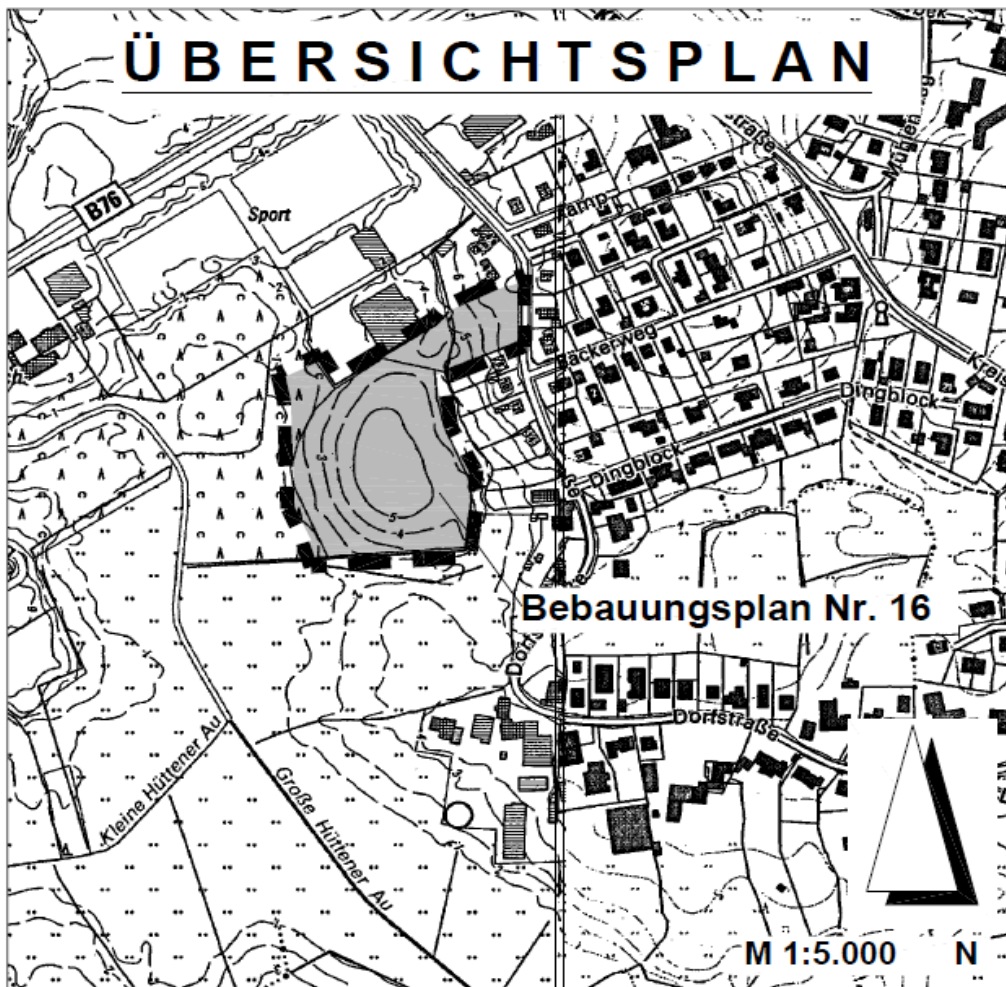 ÜBERSICHTSPLAN
B76
Sport
Kamp
Dingblock
Dingblock
Bebauungsplan Nr. 16
Dorfstraße
Kleine Hüttener Au
Große Hüttener Au
M 1:5.000 N